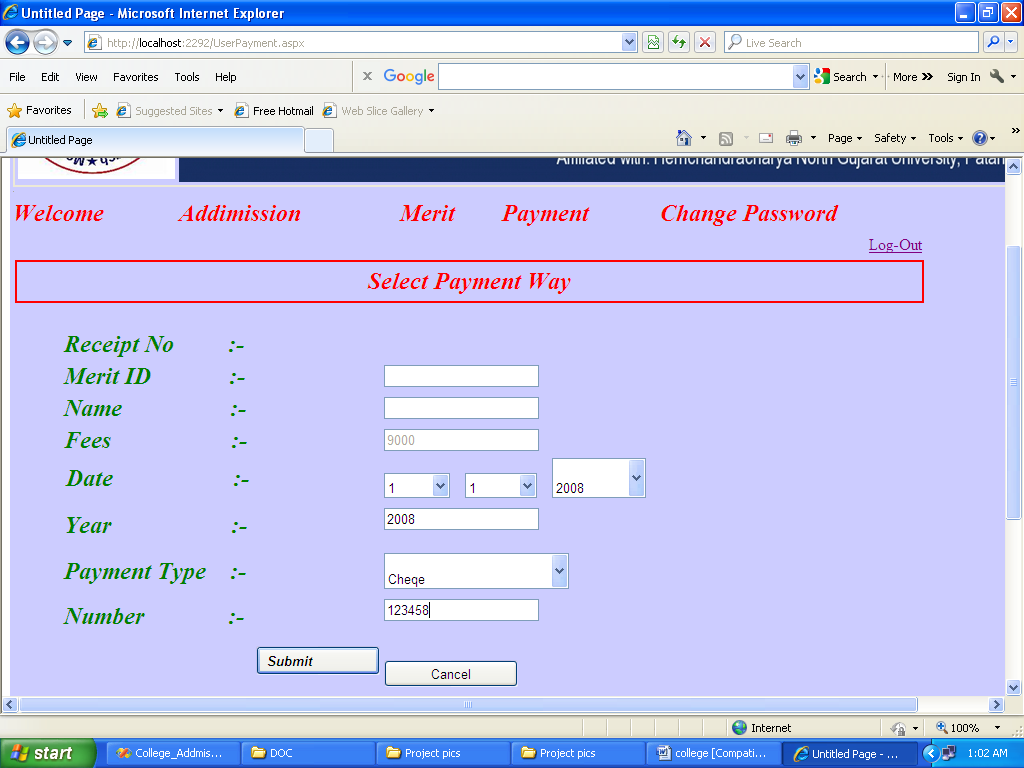 Untitled Page - Microsoft Internet Explorer
http://localhost:2292/UserPayment.aspx
Live Search
File Edit View Favorites Tools Help
x Google Search More » Sign In
Favorites Suggested Sites Free Hotmail Web Slice Gallery
Untitled Page Page Safety Tools »
Affiliated with: Hemchandracharya North Gujarat University, Patan
Welcome Addimission Merit Payment Change Password
Log-Out
Select Payment Way
Receipt No :-
Merit ID :-
Name :-
Fees :- 9000
Date :- 1 1 2008
Year :- 2008
Payment Type :- Cheqe
Number :- 123458
Submit Cancel
Internet 100%
start College_Addmis... DOC Project pics Project pics college [Compati... Untitled Page - ... 1:02 AM